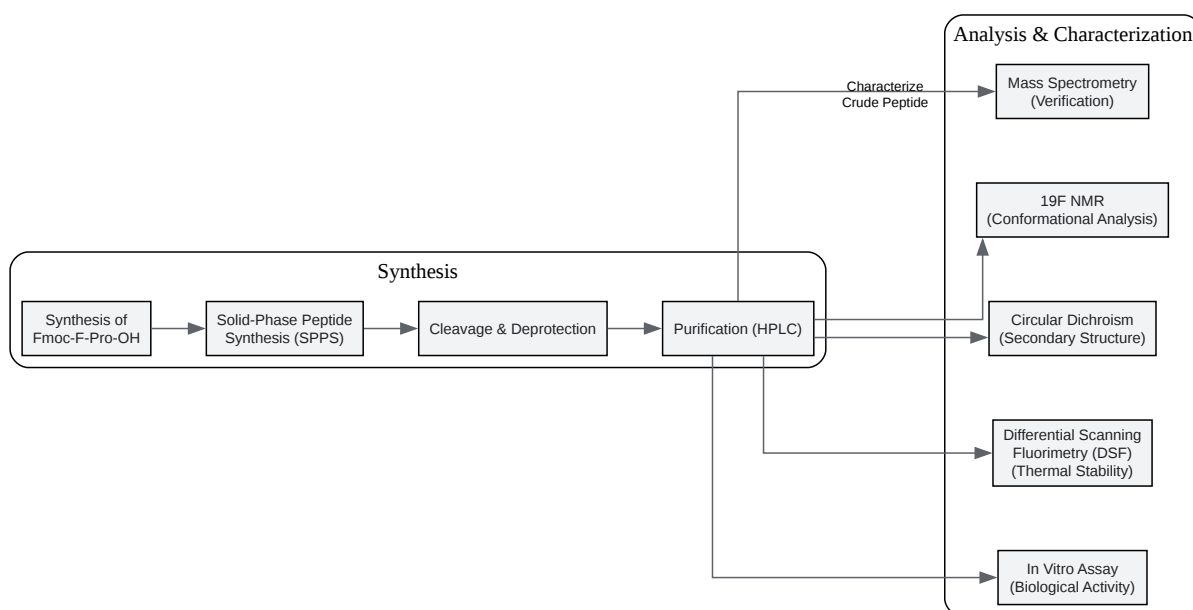 Analysis & Characterization
Characterize
Crude Peptide
Mass Spectrometry
(Verification)
19F NMR
(Conformational Analysis)
Synthesis
Synthesis of
Fmoc-F-Pro-OH
Solid-Phase Peptide
Synthesis (SPPS)
Cleavage & Deprotection
Purification (HPLC)
Circular Dichroism
(Secondary Structure)
Differential Scanning
Fluorimetry (DSF)
(Thermal Stability)
In Vitro Assay
(Biological Activity)